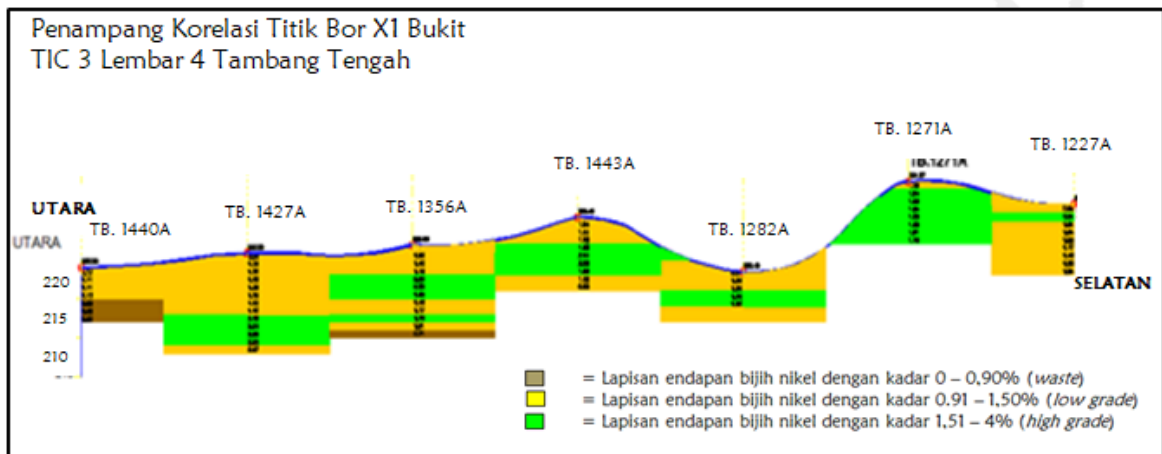 Penampang Korelasi Titik Bor X1 Bukit
TIC 3 Lembar 4 Tambang Tengah
TB. 1271A
TB. 1227A
TB. 1443A
TB.1271A
UTARA
TB. 1427A
TB. 1356A
TB. 1440A
TB. 1282A
UTARA
220
SELATAN
215
210
= Lapisan endapan bijih nikel dengan kadar 0 – 0,90% (waste)
= Lapisan endapan bijih nikel dengan kadar 0.91 – 1,50% (low grade)
= Lapisan endapan bijih nikel dengan kadar 1,51 – 4% (high grade)